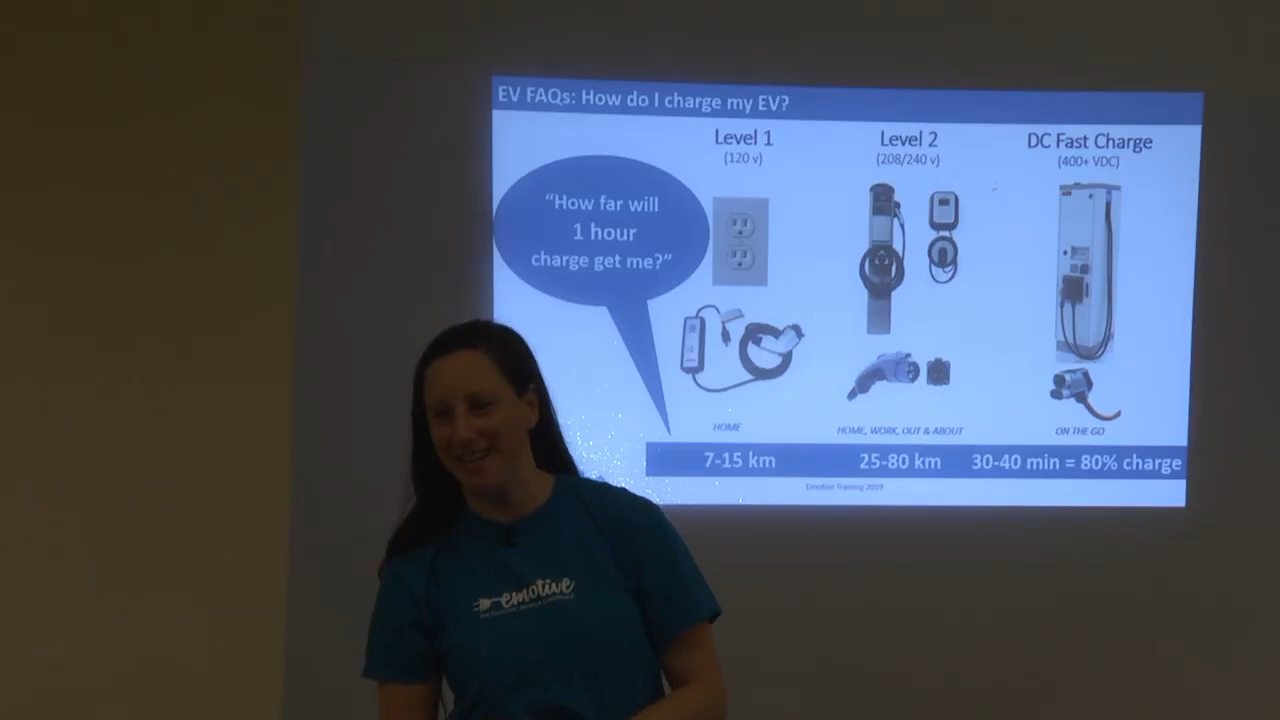 EV FAQs: How do I charge my EV?
Level 1
(120 v)
Level 2
(208/240 v)
DC Fast Charge
(400+ VDC)
“How far will
1 hour
charge get me?”
HOME
HOME, WORK, OUT & ABOUT
ON THE GO
7-15 km
25-80 km
30-40 min = 80% charge
Emotive Training 2019
emotive